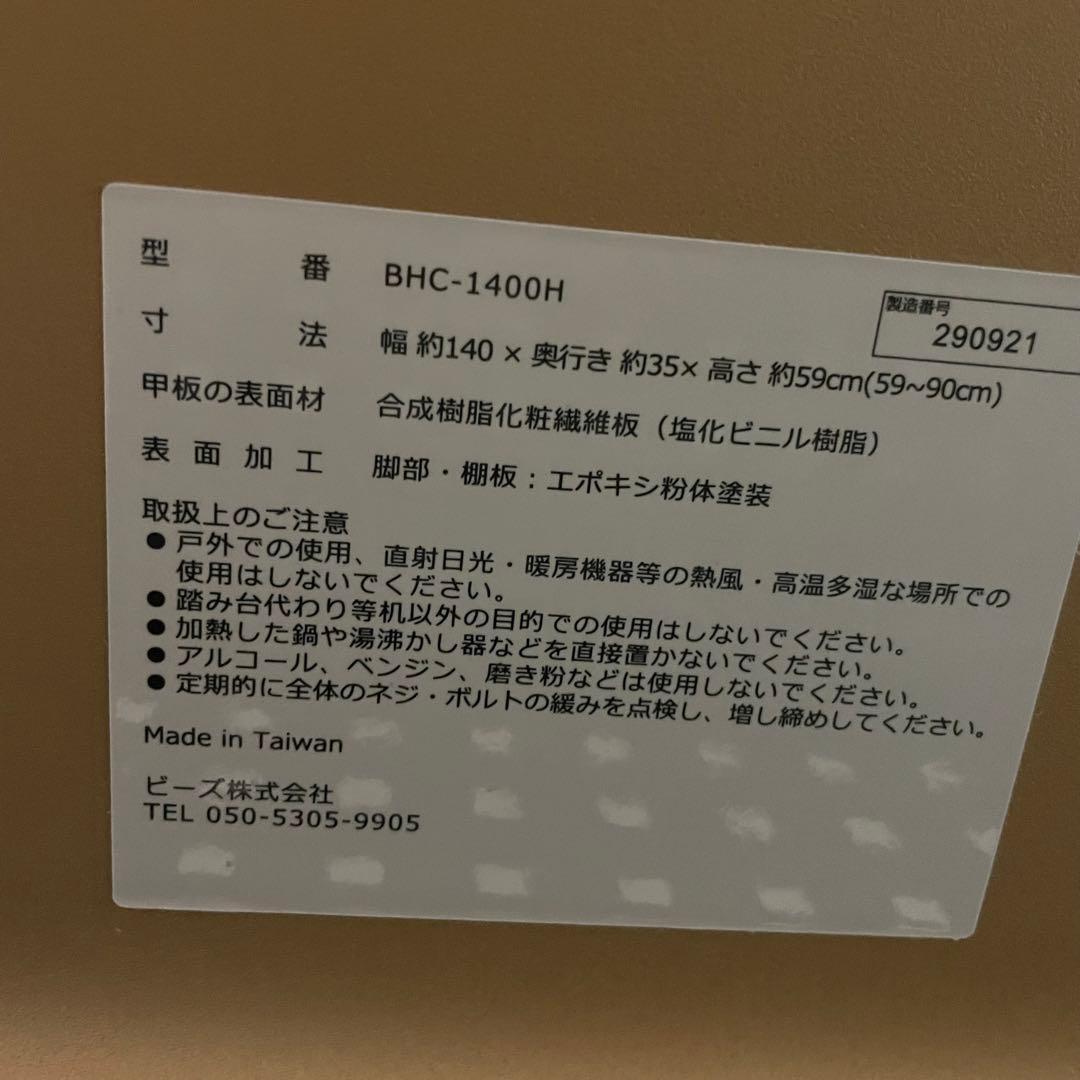 型番 BHC-1400H
製造番号
290921
寸法 幅 約140 × 奥行き 約35× 高さ 約59cm(59~90cm)
甲板の表面材 合成樹脂化粧繊維板（塩化ビニル樹脂）
表面加工 脚部・棚板：エポキシ粉体塗装
取扱上のご注意
●戸外での使用、直射日光・暖房機器等の熱風・高温多湿な場所での
使用はしないでください。
●踏み台代わり等机以外の目的での使用はしないでください。
●加熱した鍋や湯沸かし器などを直接置かないでください。
●アルコール、ベンジン、磨き粉などは使用しないでください。
●定期的に全体のネジ・ボルトの緩みを点検し、増し締めしてください。
Made in Taiwan
ビーズ株式会社
TEL 050-5305-9905